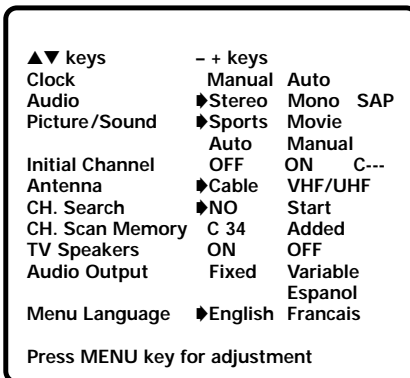 ▲▼ keys – + keys
Clock Manual Auto
Audio ➧Stereo Mono SAP
Picture/Sound ➧Sports Movie
Auto Manual
Initial Channel OFF ON C---
Antenna ➧Cable VHF/UHF
CH. Search ➧NO Start
CH. Scan Memory C 34 Added
TV Speakers ON OFF
Audio Output Fixed Variable
Espanol
Menu Language ➧English Francais
Press MENU key for adjustment